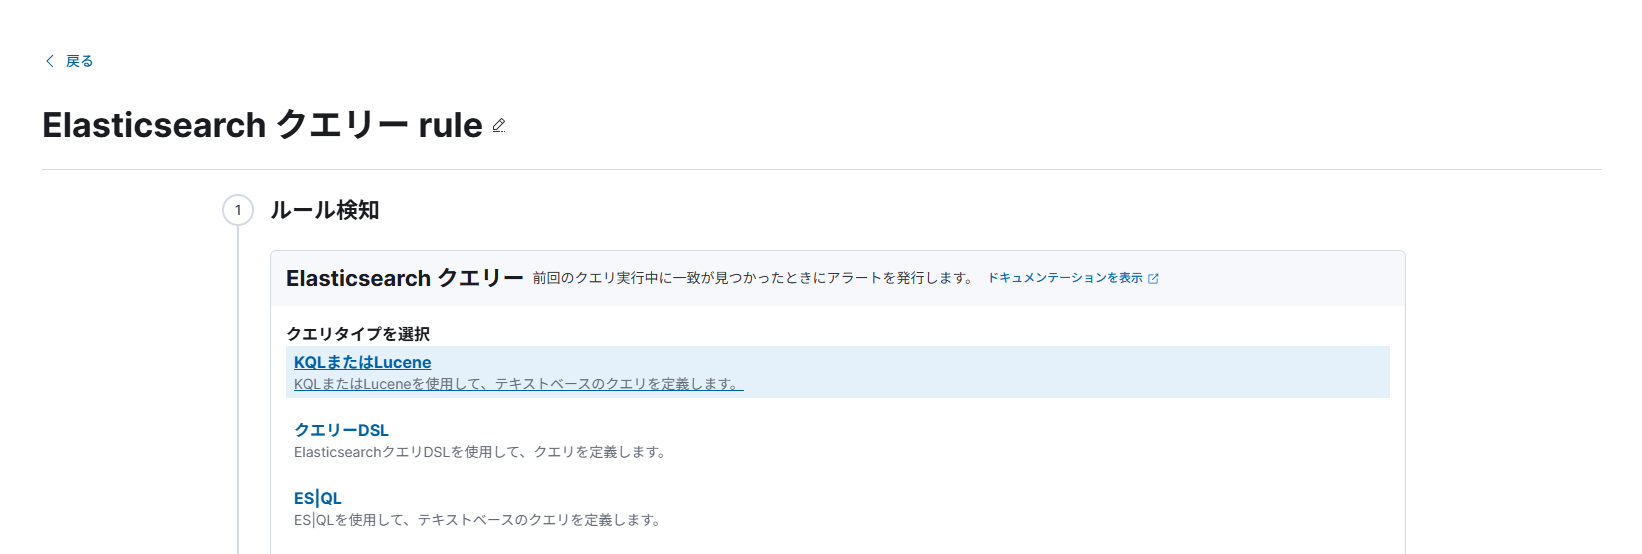 戻る
Elasticsearch クエリー rule
1 ルール検知
Elasticsearch クエリー 前回のクエリ実行中に一致が見つかったときにアラートを発行します。 ドキュメンテーションを表示
クエリタイプを選択
KQLまたはLucene
KQLまたはLuceneを使用して、テキストベースのクエリを定義します。
クエリーDSL
ElasticsearchクエリDSLを使用して、クエリを定義します。
ES|QL
ES|QLを使用して、テキストベースのクエリを定義します。